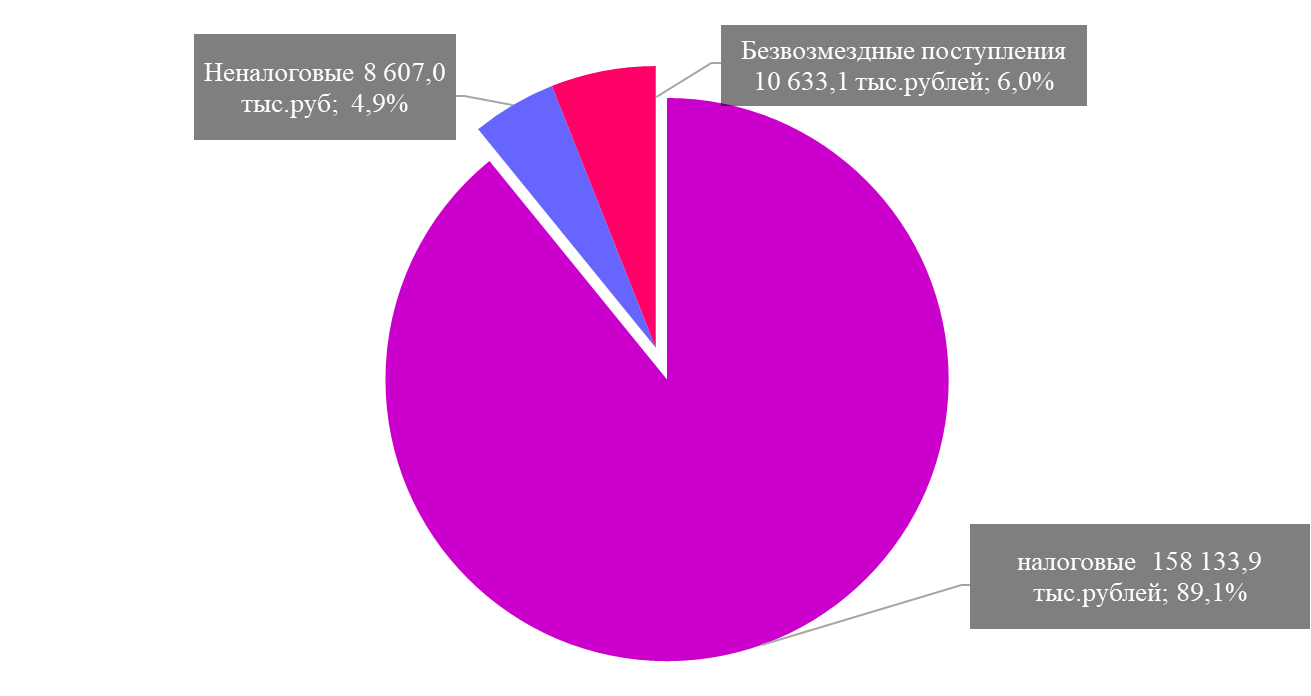 Неналоговые 8 607,0
тыс.руб; 4,9%
Безвозмездные поступления
10 633,1 тыс.рублей; 6,0%
налоговые 158 133,9
тыс.рублей; 89,1%